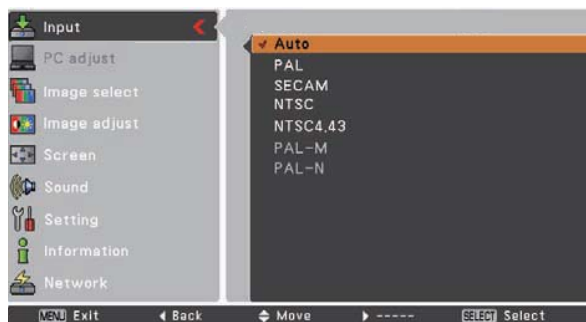 Input
PC adjust
Image select
Image adjust
Screen
Sound
Setting
Information
Network
Auto
PAL
SECAM
NTSC
NTSC4.43
PAL-M
PAL-N
MENU Exit ◀ Back Move ▶ ----- SELECT Select